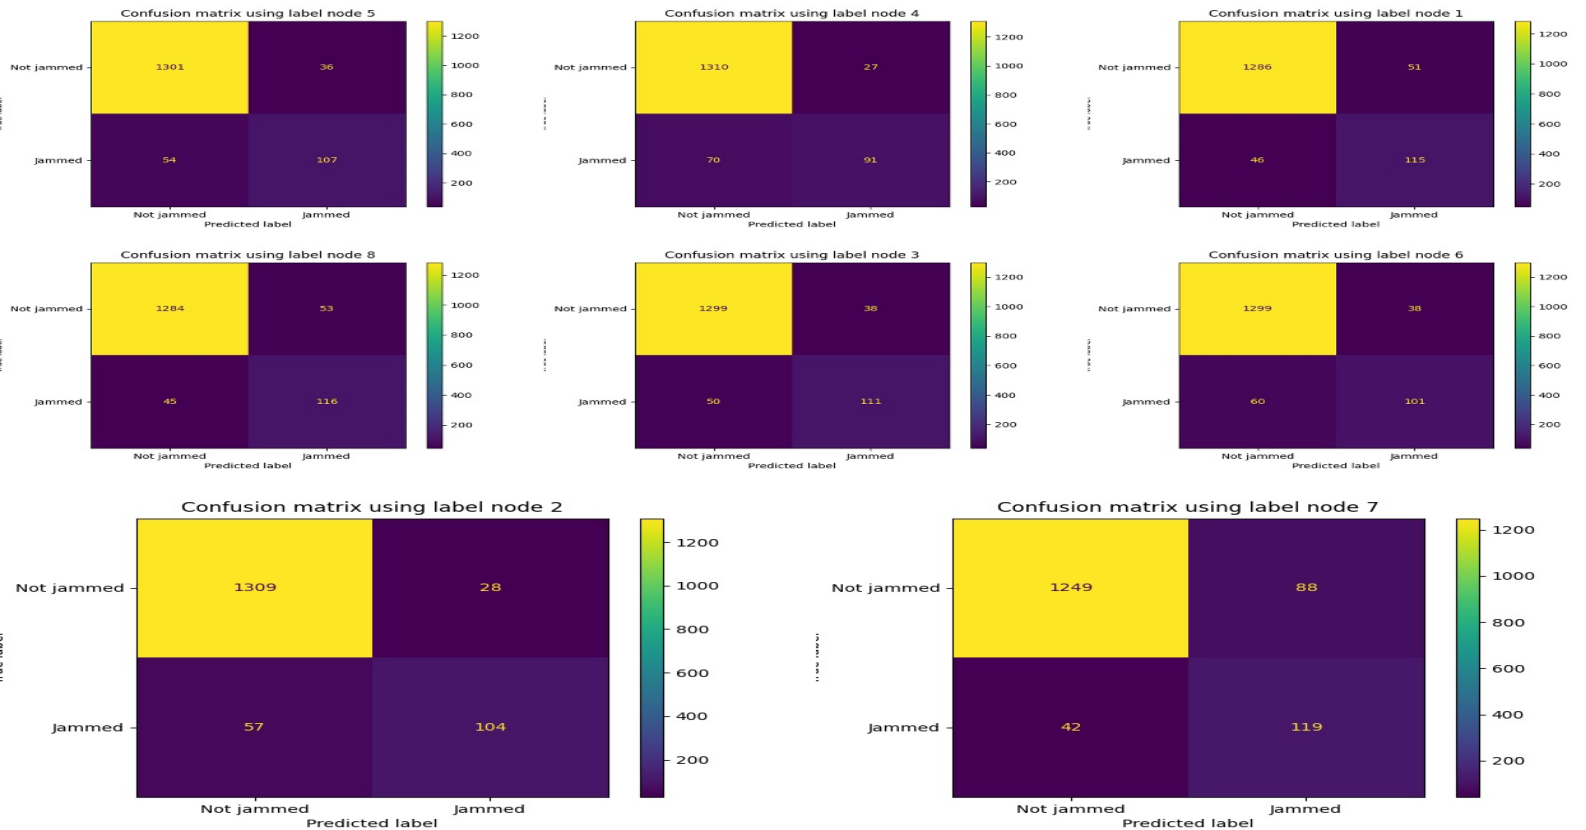 Confusion matrix using label node 5
Not jammed
1301
36
Jammed
54
107
Not jammed
Jammed
Predicted label
1200
1000
800
600
400
200
Confusion matrix using label node 4
Not jammed
1310
27
Jammed
70
91
Not jammed
Jammed
Predicted label
1200
1000
800
600
400
200
Confusion matrix using label node 1
Not jammed
1286
51
Jammed
46
115
Not jammed
Jammed
Predicted label
1200
1000
800
600
400
200
Confusion matrix using label node 8
Not jammed
1284
53
Jammed
45
116
Not jammed
Jammed
Predicted label
1200
1000
800
600
400
200
Confusion matrix using label node 3
Not jammed
1299
38
Jammed
50
111
Not jammed
Jammed
Predicted label
1200
1000
800
600
400
200
Confusion matrix using label node 6
Not jammed
1299
38
Jammed
60
101
Not jammed
Jammed
Predicted label
1200
1000
800
600
400
200
Confusion matrix using label node 2
Not jammed
1309
28
Jammed
57
104
Not jammed
Jammed
Predicted label
1200
1000
800
600
400
200
Confusion matrix using label node 7
Not jammed
1249
88
Jammed
42
119
Not jammed
Jammed
Predicted label
1200
1000
800
600
400
200